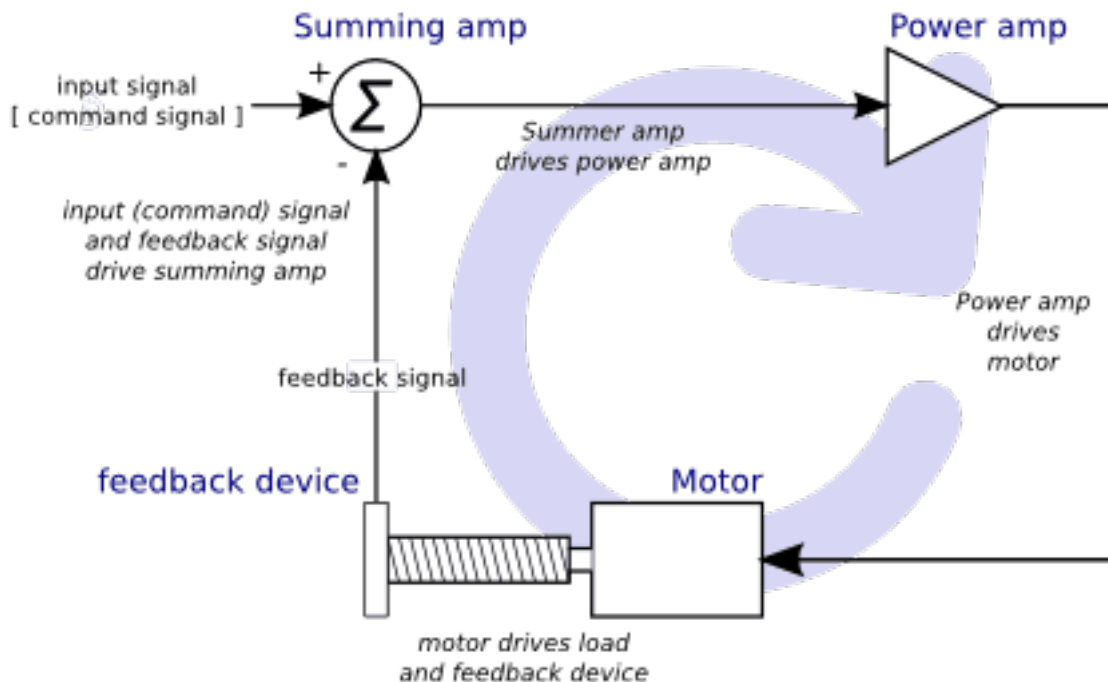 Summing amp
Power amp
input signal
[ command signal ]
+
Σ
-
Summer amp
drives power amp
input (command) signal
and feedback signal
drive summing amp
Power amp
drives
motor
feedback signal
feedback device
Motor
motor drives load
and feedback device